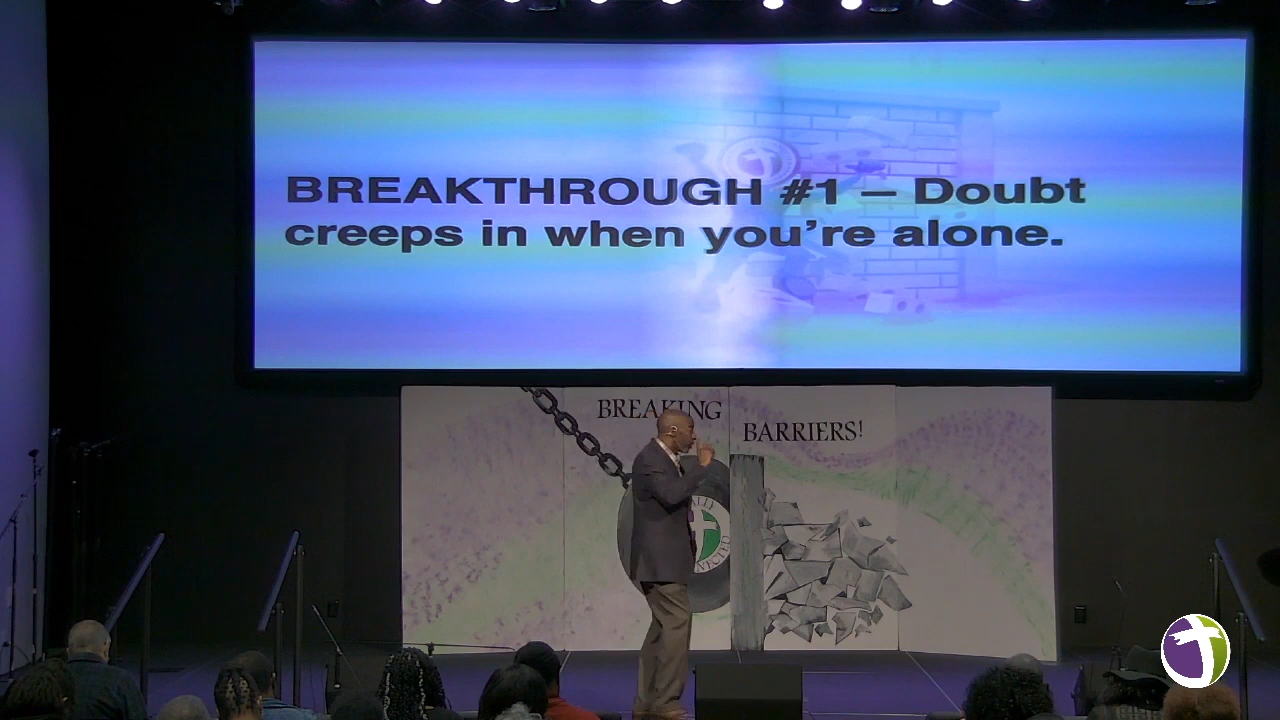 BREAKTHROUGH #1 – Doubt
creeps in when you're alone.
BREAKING
BARRIERS!